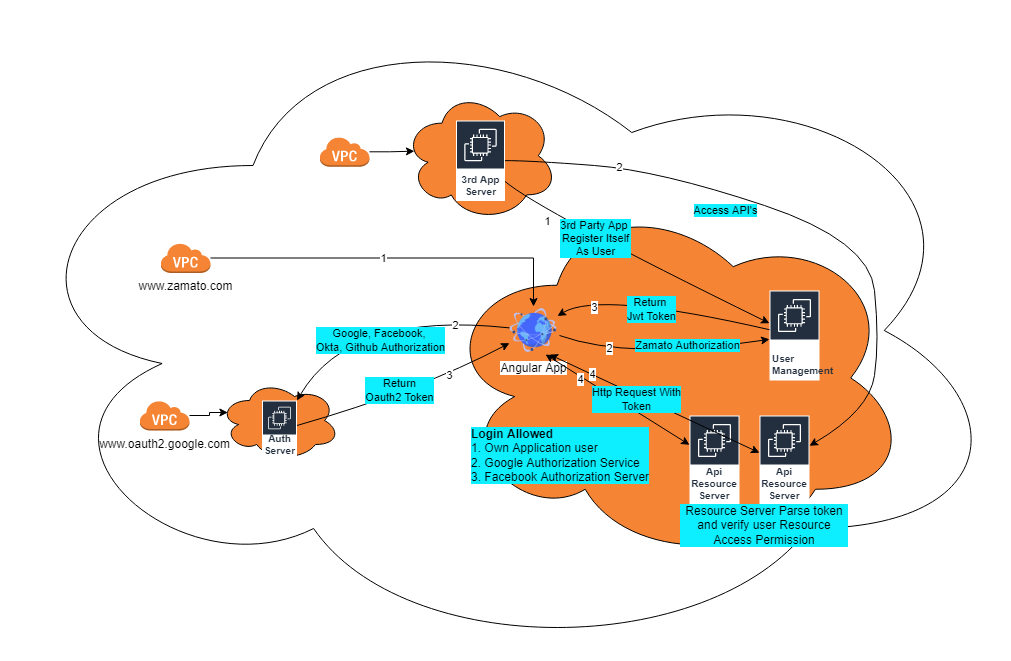 VPC
3rd App
Server
2
Access API's
1
3rd Party App
Register Itself
As User
VPC
www.zamato.com
1
3
Return
Jwt Token
2
Zamato Authorization
User
Management
Google, Facebook,
Okta, Github Authorization
2
Angular App
3
Return
Oauth2 Token
4
4
Http Request With
Token
VPC
www.oauth2.google.com
Auth
Server
Login Allowed
1. Own Application user
2. Google Authorization Service
3. Facebook Authorization Server
Api
Resource
Server
Api
Resource
Server
Resource Server Parse token
and verify user Resource
Access Permission